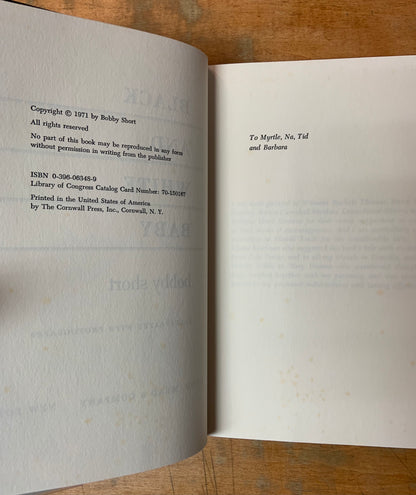 Copyright © 1971 by Bobby Short
All rights reserved
No part of this book may be reproduced in any form
without permission in writing from the publisher
ISBN 0-396-06348-9
Library of Congress Catalog Card Number: 70-150167
Printed in the United States of America
by The Cornwall Press, Inc., Cornwall, N. Y.
To Myrtle, Na, Tid
and Barbara